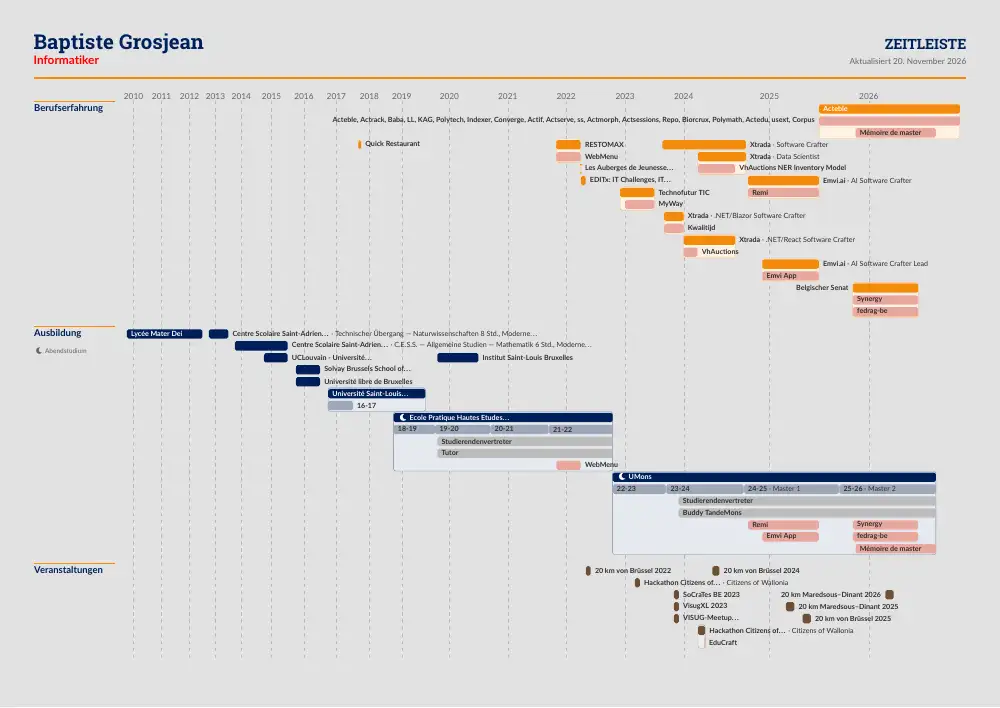 Baptiste Grosjean
Informatiker
ZEITLEISTE
Aktualisiert 20. November 2026
2010 2011 2012 2013 2014 2015 2016 2017 2018 2019 2020 2021 2022 2023 2024 2025 2026
Berufserfahrung
Acteble
Acteble, Actrack, Baba, LL, KAG, Polytech, Indexer, Converge, Actif, Actserve, ss, Actmorph, Actsessions, Repo, Biorcrux, Polymath, Actedu, usext, Corpus
Mémoire de master
Quick Restaurant
RESTOMAX
Xtrada · Software Crafter
WebMenu
Xtrada · Data Scientist
Les Auberges de Jeunesse…
VhAuctions NER Inventory Model
EDITx: IT Challenges, IT…
Emvi.ai · AI Software Crafter
Technofutur TIC
Remi
MyWay
Xtrada · .NET/Blazor Software Crafter
Kwalitijd
Xtrada · .NET/React Software Crafter
VhAuctions
Emvi.ai · AI Software Crafter Lead
Emvi App
Belgischer Senat
Synergy
fedrag-be
Ausbildung
Abendstudium
Lycée Mater Dei
Centre Scolaire Saint-Adrien… · Technischer Übergang — Naturwissenschaften 8 Std., Moderne…
Centre Scolaire Saint-Adrien… · C.E.S.S. — Allgemeine Studien — Mathematik 6 Std., Moderne…
UCLouvain - Université…
Institut Saint-Louis Bruxelles
Solvay Brussels School of…
Université libre de Bruxelles
Université Saint-Louis…
16-17
Ecole Pratique Hautes Etudes…
18-19 19-20 20-21 21-22
Studierendenvertreter
Tutor
WebMenu
UMons
22-23 23-24 24-25 · Master 1 25-26 · Master 2
Studierendenvertreter
Buddy TandeMons
Remi Synergy
Emvi App fedrag-be
Mémoire de master
Veranstaltungen
20 km von Brüssel 2022
20 km von Brüssel 2024
Hackathon Citizens of… · Citizens of Wallonia
SoCraTes BE 2023
20 km Maredsous–Dinant 2026
VisugXL 2023
20 km Maredsous–Dinant 2025
VISUG-Meetup…
20 km von Brüssel 2025
Hackathon Citizens of… · Citizens of Wallonia
EduCraft